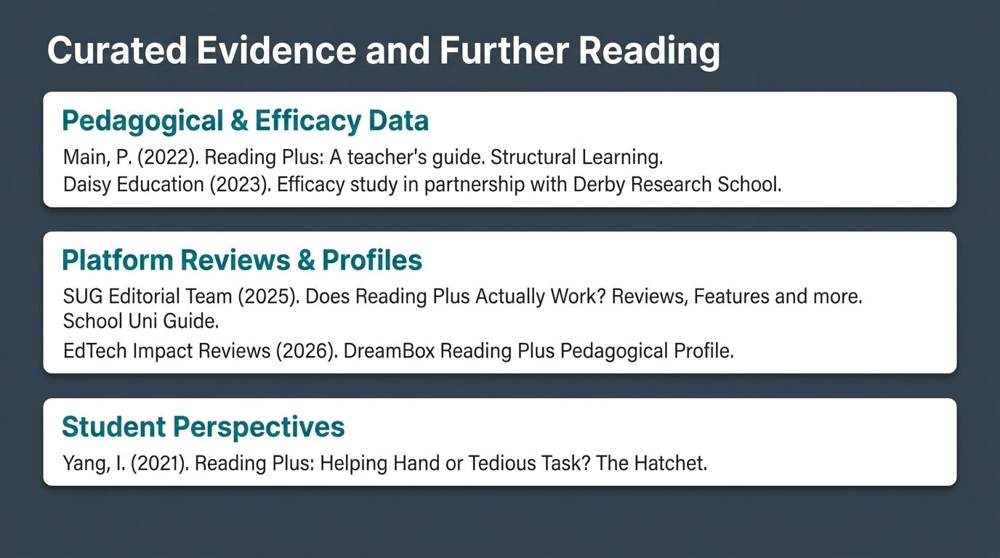 Curated Evidence and Further Reading
Pedagogical & Efficacy Data
Main, P. (2022). Reading Plus: A teacher's guide. Structural Learning.
Daisy Education (2023). Efficacy study in partnership with Derby Research School.
Platform Reviews & Profiles
SUG Editorial Team (2025). Does Reading Plus Actually Work? Reviews, Features and more.
School Uni Guide.
EdTech Impact Reviews (2026). DreamBox Reading Plus Pedagogical Profile.
Student Perspectives
Yang, I. (2021). Reading Plus: Helping Hand or Tedious Task? The Hatchet.